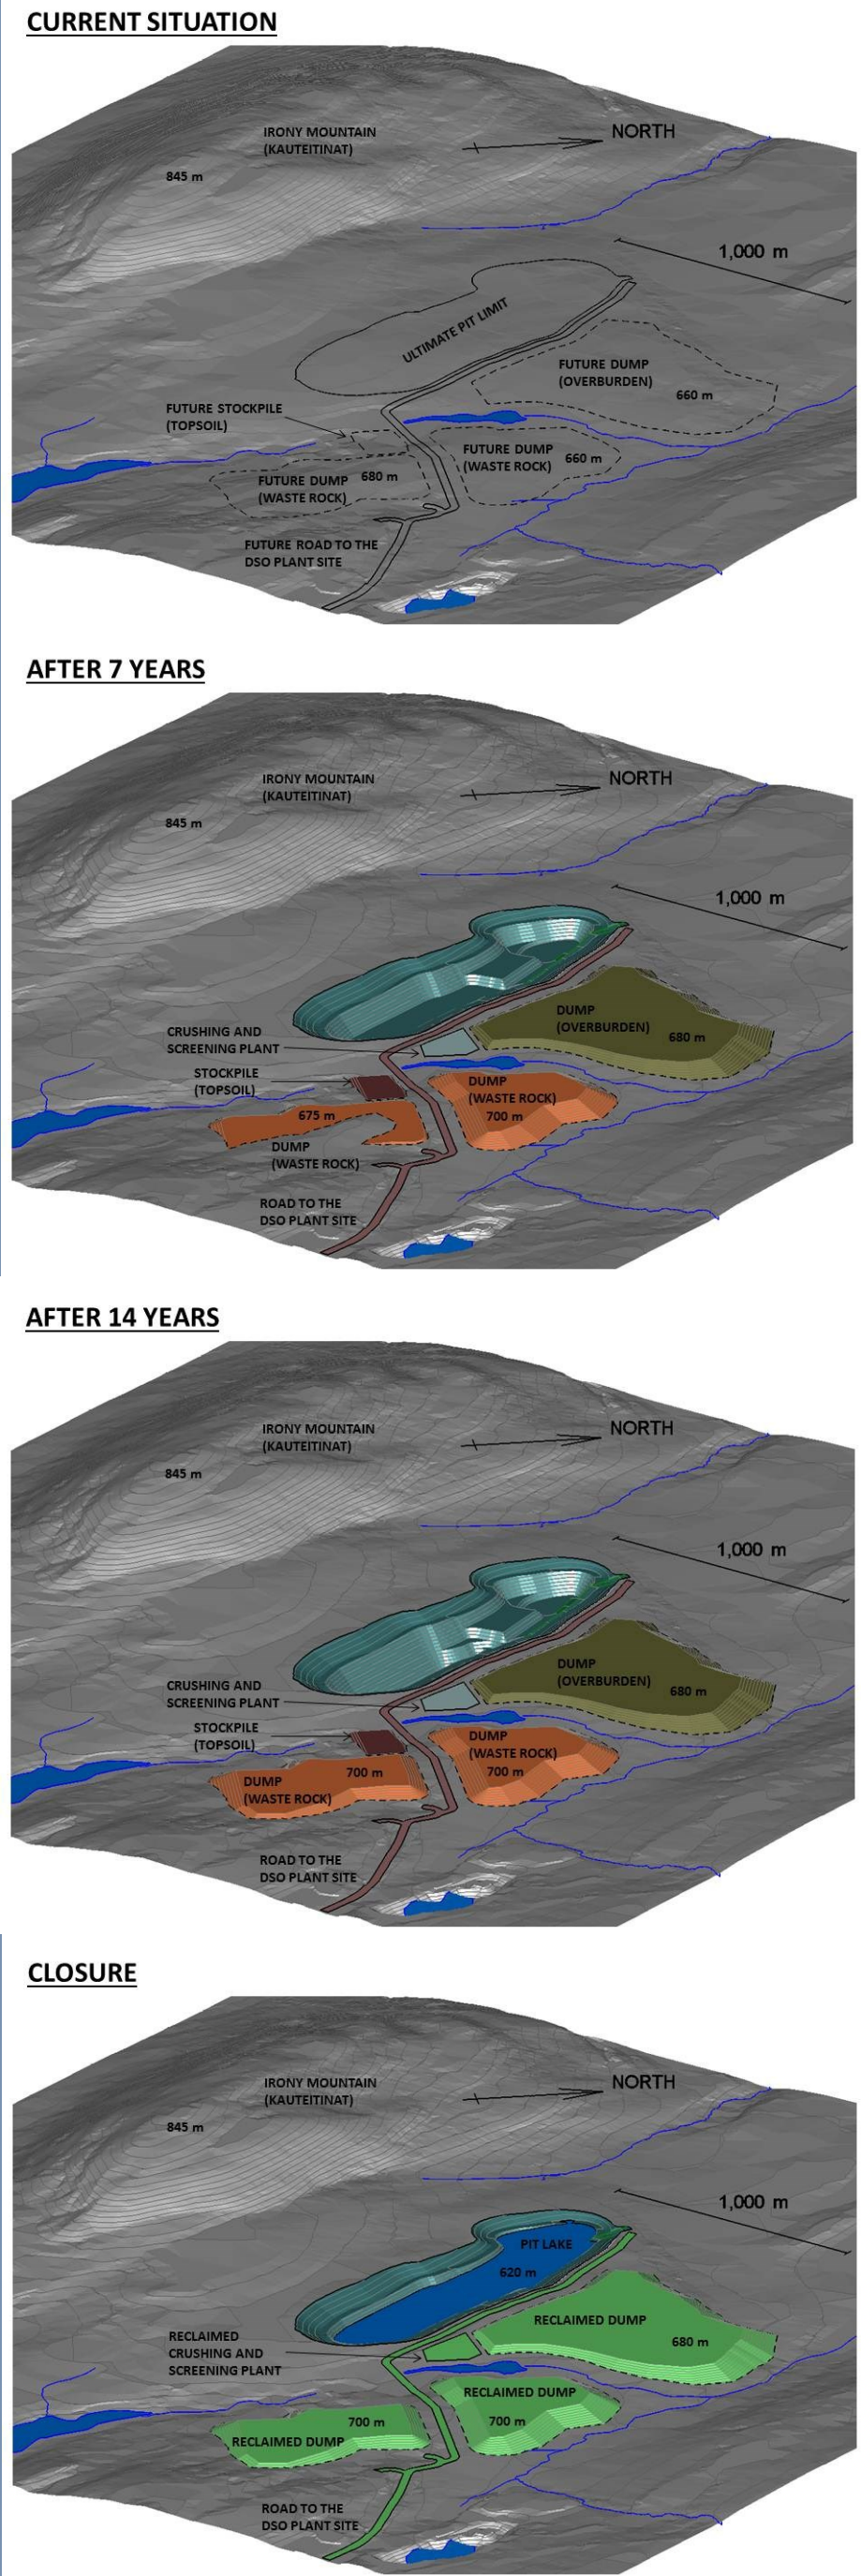 CURRENT SITUATION
IRONY MOUNTAIN
(KAUTEITINAT)
NORTH
845 m
1,000 m
ULTIMATE PIT LIMIT
FUTURE DUMP
(OVERBURDEN)
660 m
FUTURE STOCKPILE
(TOPSOIL)
FUTURE DUMP
(WASTE ROCK)
660 m
FUTURE DUMP
(WASTE ROCK)
680 m
FUTURE ROAD TO THE
DSO PLANT SITE
AFTER 7 YEARS
IRONY MOUNTAIN
(KAUTEITINAT)
NORTH
845 m
1,000 m
DUMP
(OVERBURDEN)
680 m
CRUSHING AND
SCREENING PLANT
STOCKPILE
(TOPSOIL)
DUMP
(WASTE ROCK)
700 m
675 m
DUMP
(WASTE ROCK)
ROAD TO THE
DSO PLANT SITE
AFTER 14 YEARS
IRONY MOUNTAIN
(KAUTEITINAT)
NORTH
845 m
1,000 m
DUMP
(OVERBURDEN)
680 m
CRUSHING AND
SCREENING PLANT
STOCKPILE
(TOPSOIL)
DUMP
(WASTE ROCK)
700 m
700 m
DUMP
(WASTE ROCK)
ROAD TO THE
DSO PLANT SITE
CLOSURE
IRONY MOUNTAIN
(KAUTEITINAT)
NORTH
845 m
1,000 m
PIT LAKE
620 m
RECLAIMED DUMP
680 m
RECLAIMED
CRUSHING AND
SCREENING PLANT
RECLAIMED DUMP
700 m
700 m
RECLAIMED DUMP
ROAD TO THE
DSO PLANT SITE